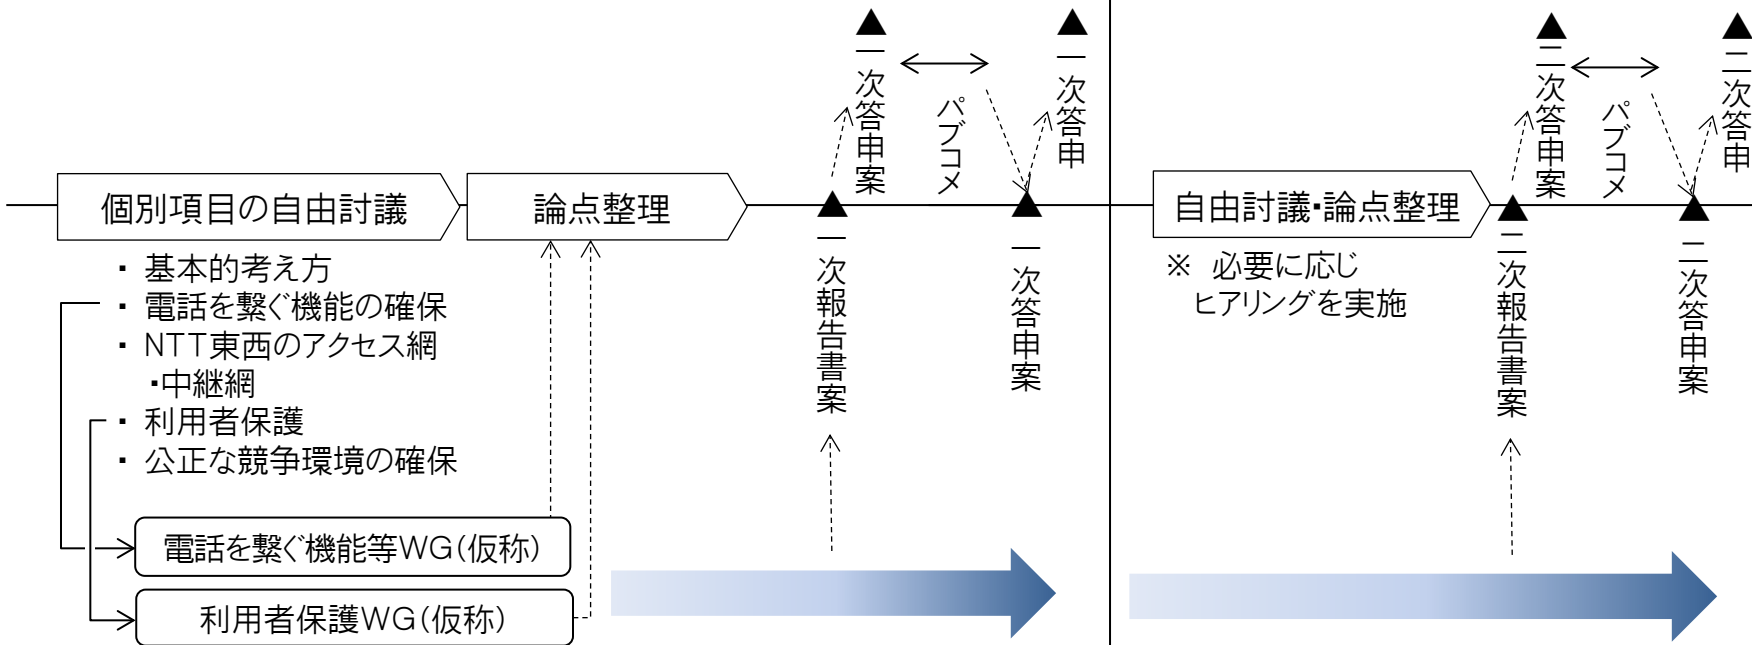 ▲一次答申案
パブコメ
▲一次答申
▲二次答申案
パブコメ
▲二次答申
個別項目の自由討議
論点整理
▲一次報告書案
▲一次答申案
自由討議・論点整理
▲二次報告書案
▲二次答申案
・ 基本的考え方
・ 電話を繋ぐ機能の確保
・ NTT東西のアクセス網
・中継網
・ 利用者保護
・ 公正な競争環境の確保
※ 必要に応じ
ヒアリングを実施
電話を繋ぐ機能等WG(仮称)
利用者保護WG(仮称)